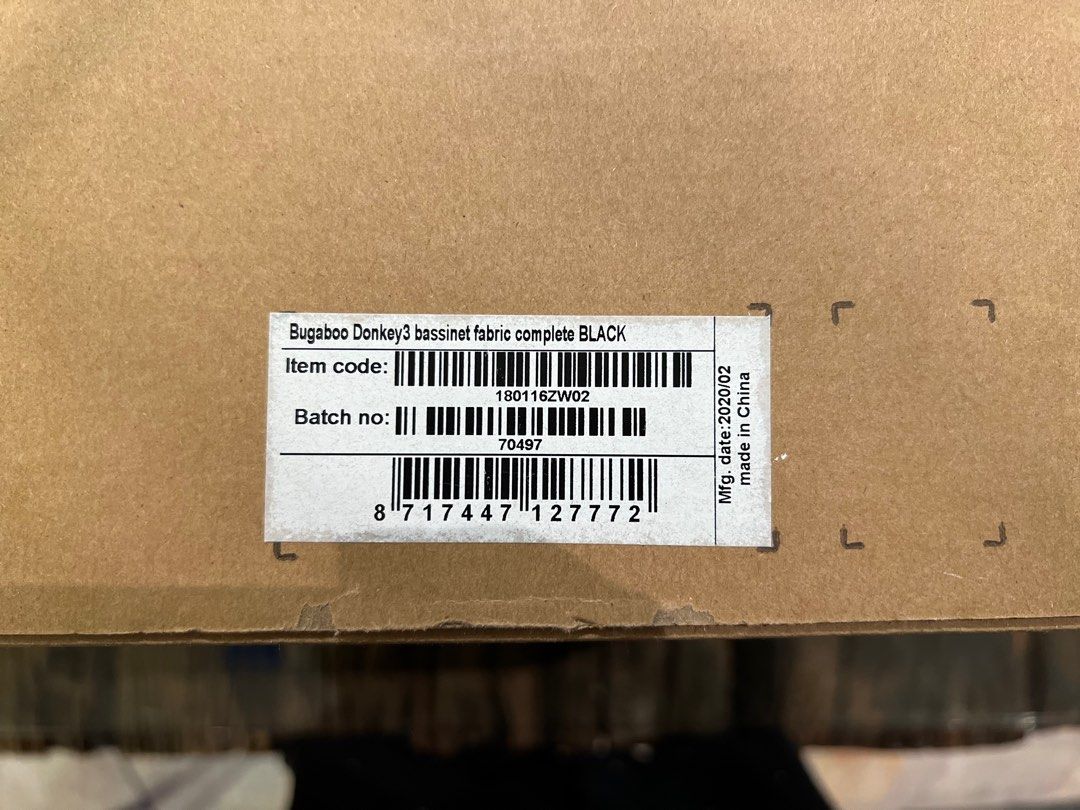 Bugaboo Donkey3 bassinet fabric complete BLACK
Item code:
180116ZW02
Batch no:
70497
8 717447 127772
Mfg. date:2020/02
made in China